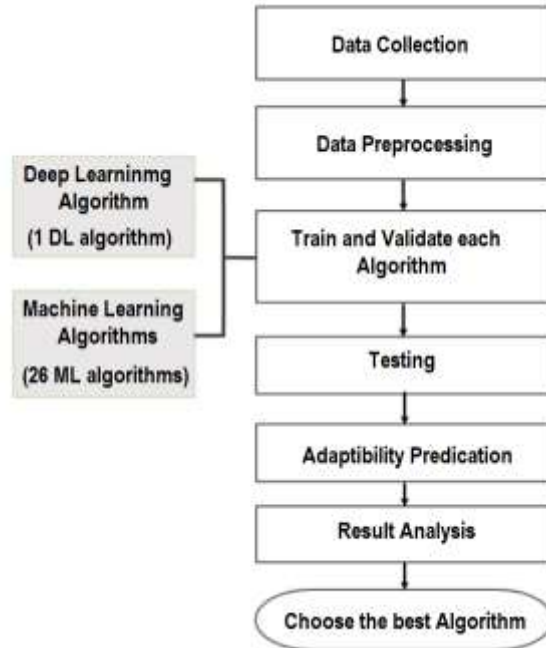 Data Collection
Data Preprocessing
Deep Learninmg
Algorithm
(1 DL algorithm)
Train and Validate each
Algorithm
Machine Learning
Algorithms
(26 ML algorithms)
Testing
Adaptibility Predication
Result Analysis
Choose the best Algorithm